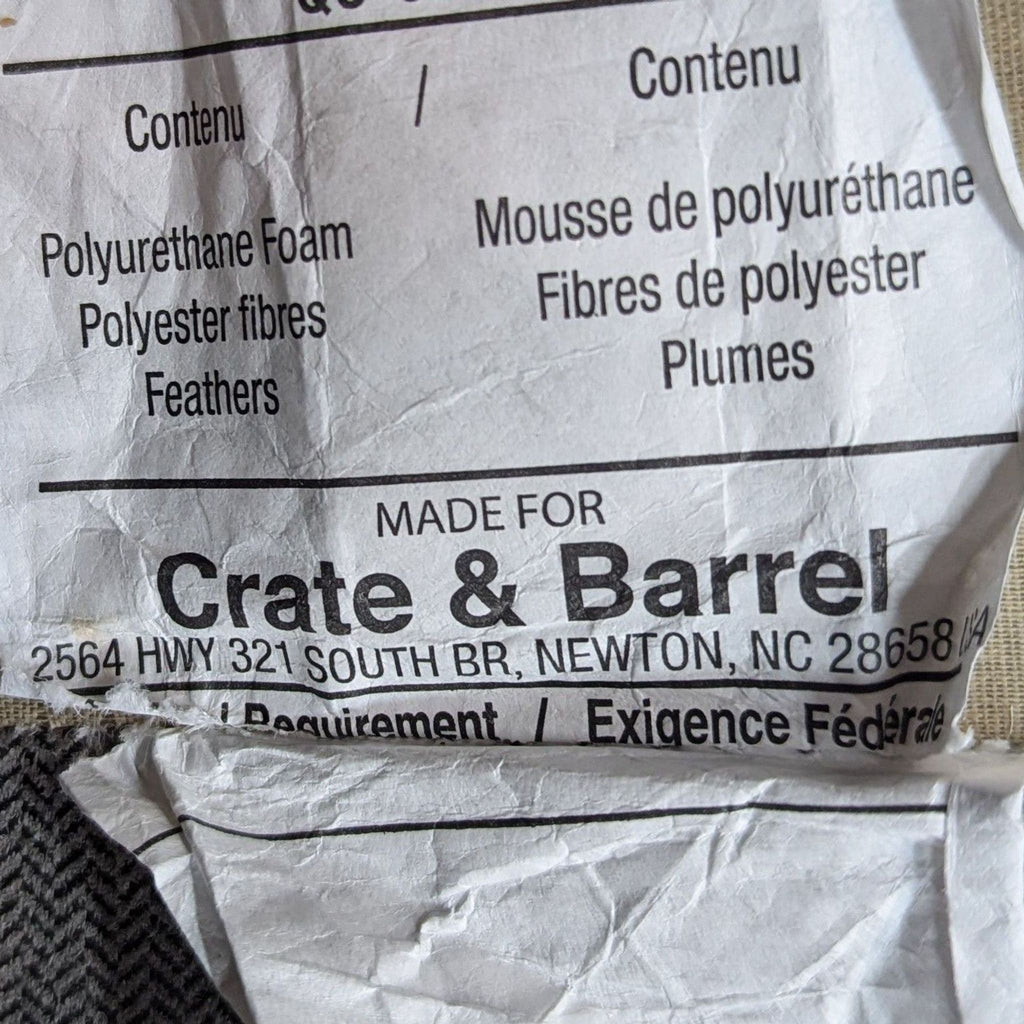 Contenu / Contenu
Polyurethane Foam Mousse de polyuréthane
Polyester fibres Fibres de polyester
Feathers Plumes
MADE FOR
Crate & Barrel
2564 HWY 321 SOUTH BR, NEWTON, NC 28658
Requirement / Exigence Fédérale